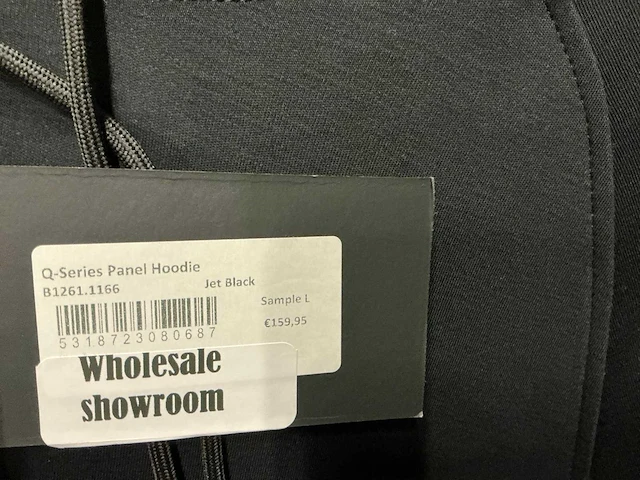 Q-Series Panel Hoodie
B1261.1166 Jet Black
Sample L
€159,95
5318723080687
Wholesale
showroom